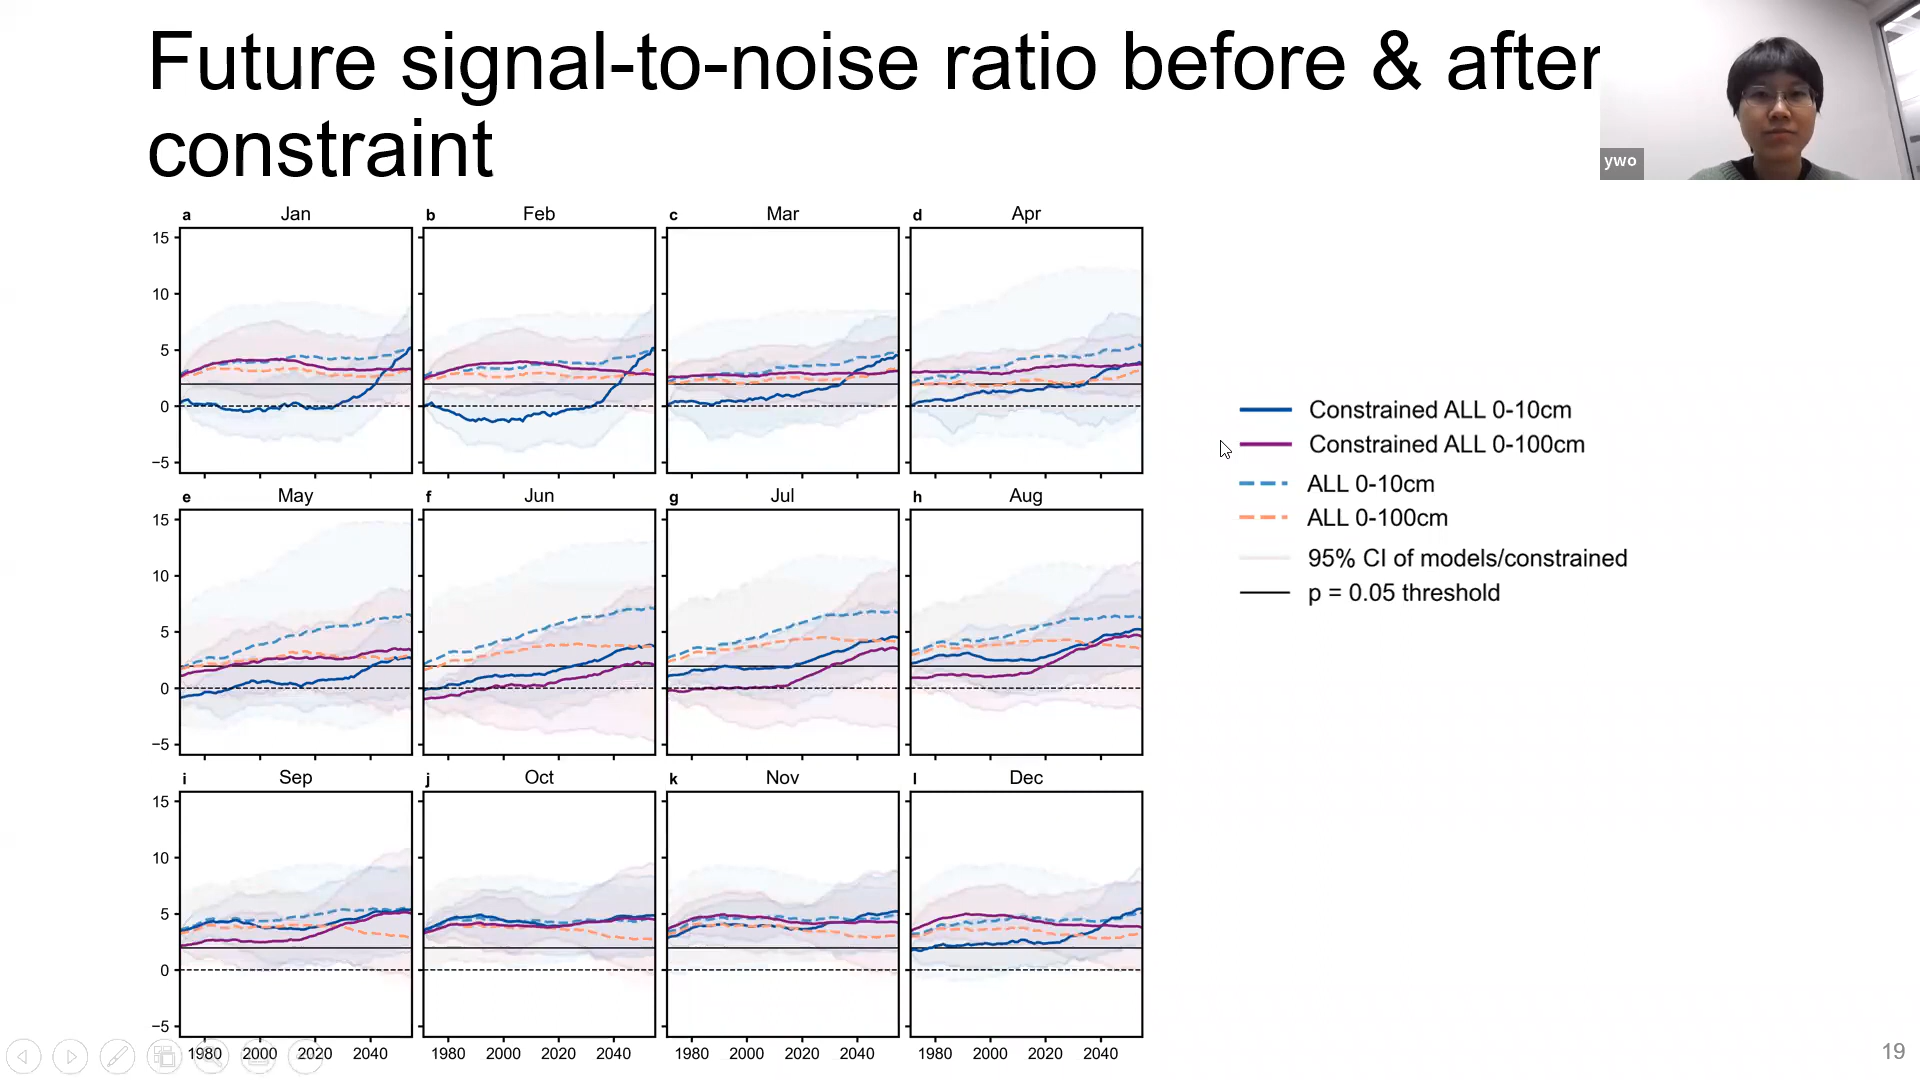 Future signal-to-noise ratio before & after
constraint
ywo
a Jan b Feb c Mar d Apr
15
10
5
0
−5
e May f Jun g Jul h Aug
15
10
5
0
−5
i Sep j Oct k Nov l Dec
15
10
5
0
−5
1980 2000 2020 2040 1980 2000 2020 2040 1980 2000 2020 2040 1980 2000 2020 2040
Constrained ALL 0-10cm
Constrained ALL 0-100cm
ALL 0-10cm
ALL 0-100cm
95% CI of models/constrained
p = 0.05 threshold
19